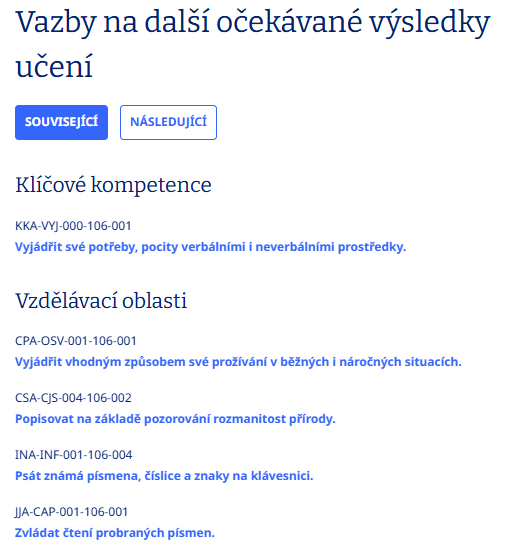 Vazby na další očekávané výsledky
učení
SOUVISEJÍCÍ NÁSLEDUJÍCÍ
Klíčové kompetence
KKA-VYJ-000-106-001
Vyjádřit své potřeby, pocity verbálními i neverbálními prostředky.
Vzdělávací oblasti
CPA-OSV-001-106-001
Vyjádřit vhodným způsobem své prožívání v běžných i náročných situacích.
CSA-CJS-004-106-002
Popisovat na základě pozorování rozmanitost přírody.
INA-INF-001-106-004
Psát známá písmena, číslice a znaky na klávesnici.
JJA-CAP-001-106-001
Zvládat čtení probraných písmen.